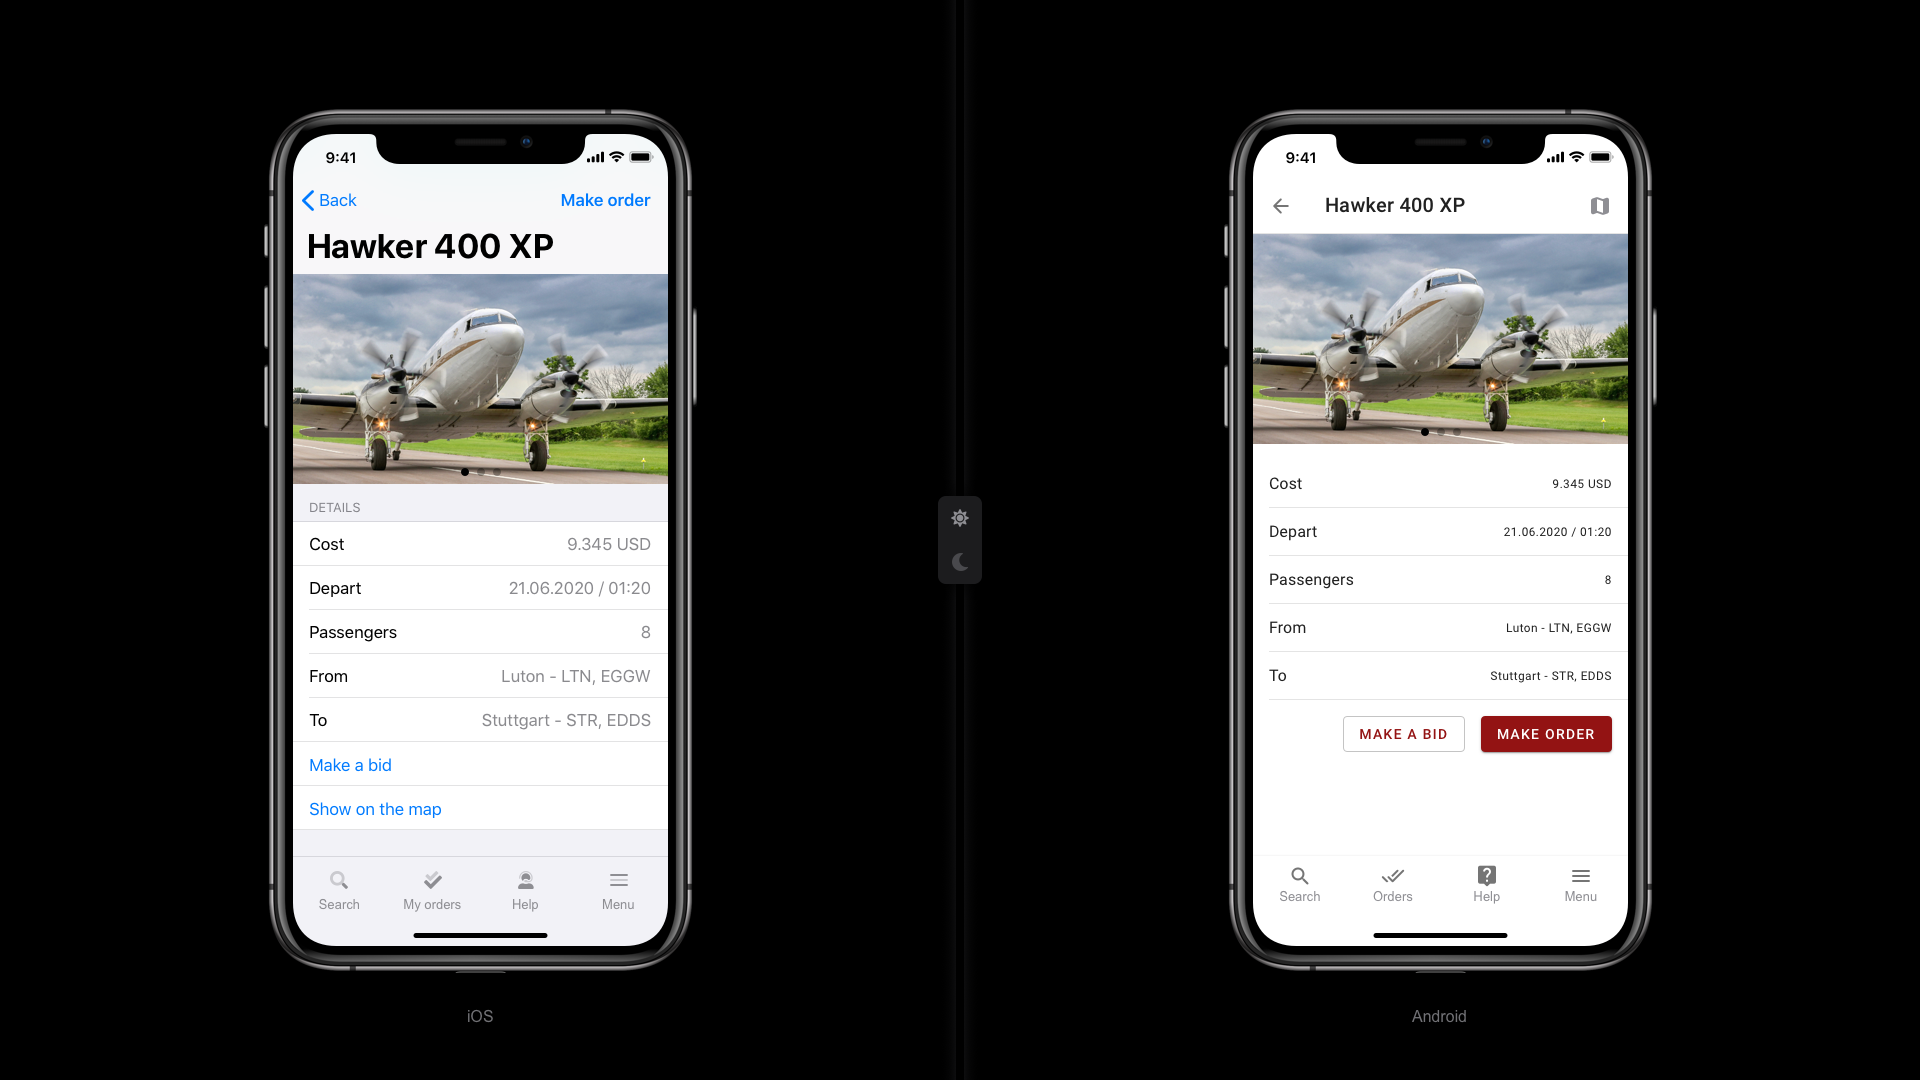 9:41
Back
Make order
Hawker 400 XP
DETAILS
Cost 9.345 USD
Depart 21.06.2020 / 01:20
Passengers 8
From Luton - LTN, EGGW
To Stuttgart - STR, EDDS
Make a bid
Show on the map
Search My orders Help Menu
iOS
9:41
Hawker 400 XP
Cost 9.345 USD
Depart 21.06.2020 / 01:20
Passengers 8
From Luton - LTN, EGGW
To Stuttgart - STR, EDDS
MAKE A BID MAKE ORDER
Search Orders Help Menu
Android